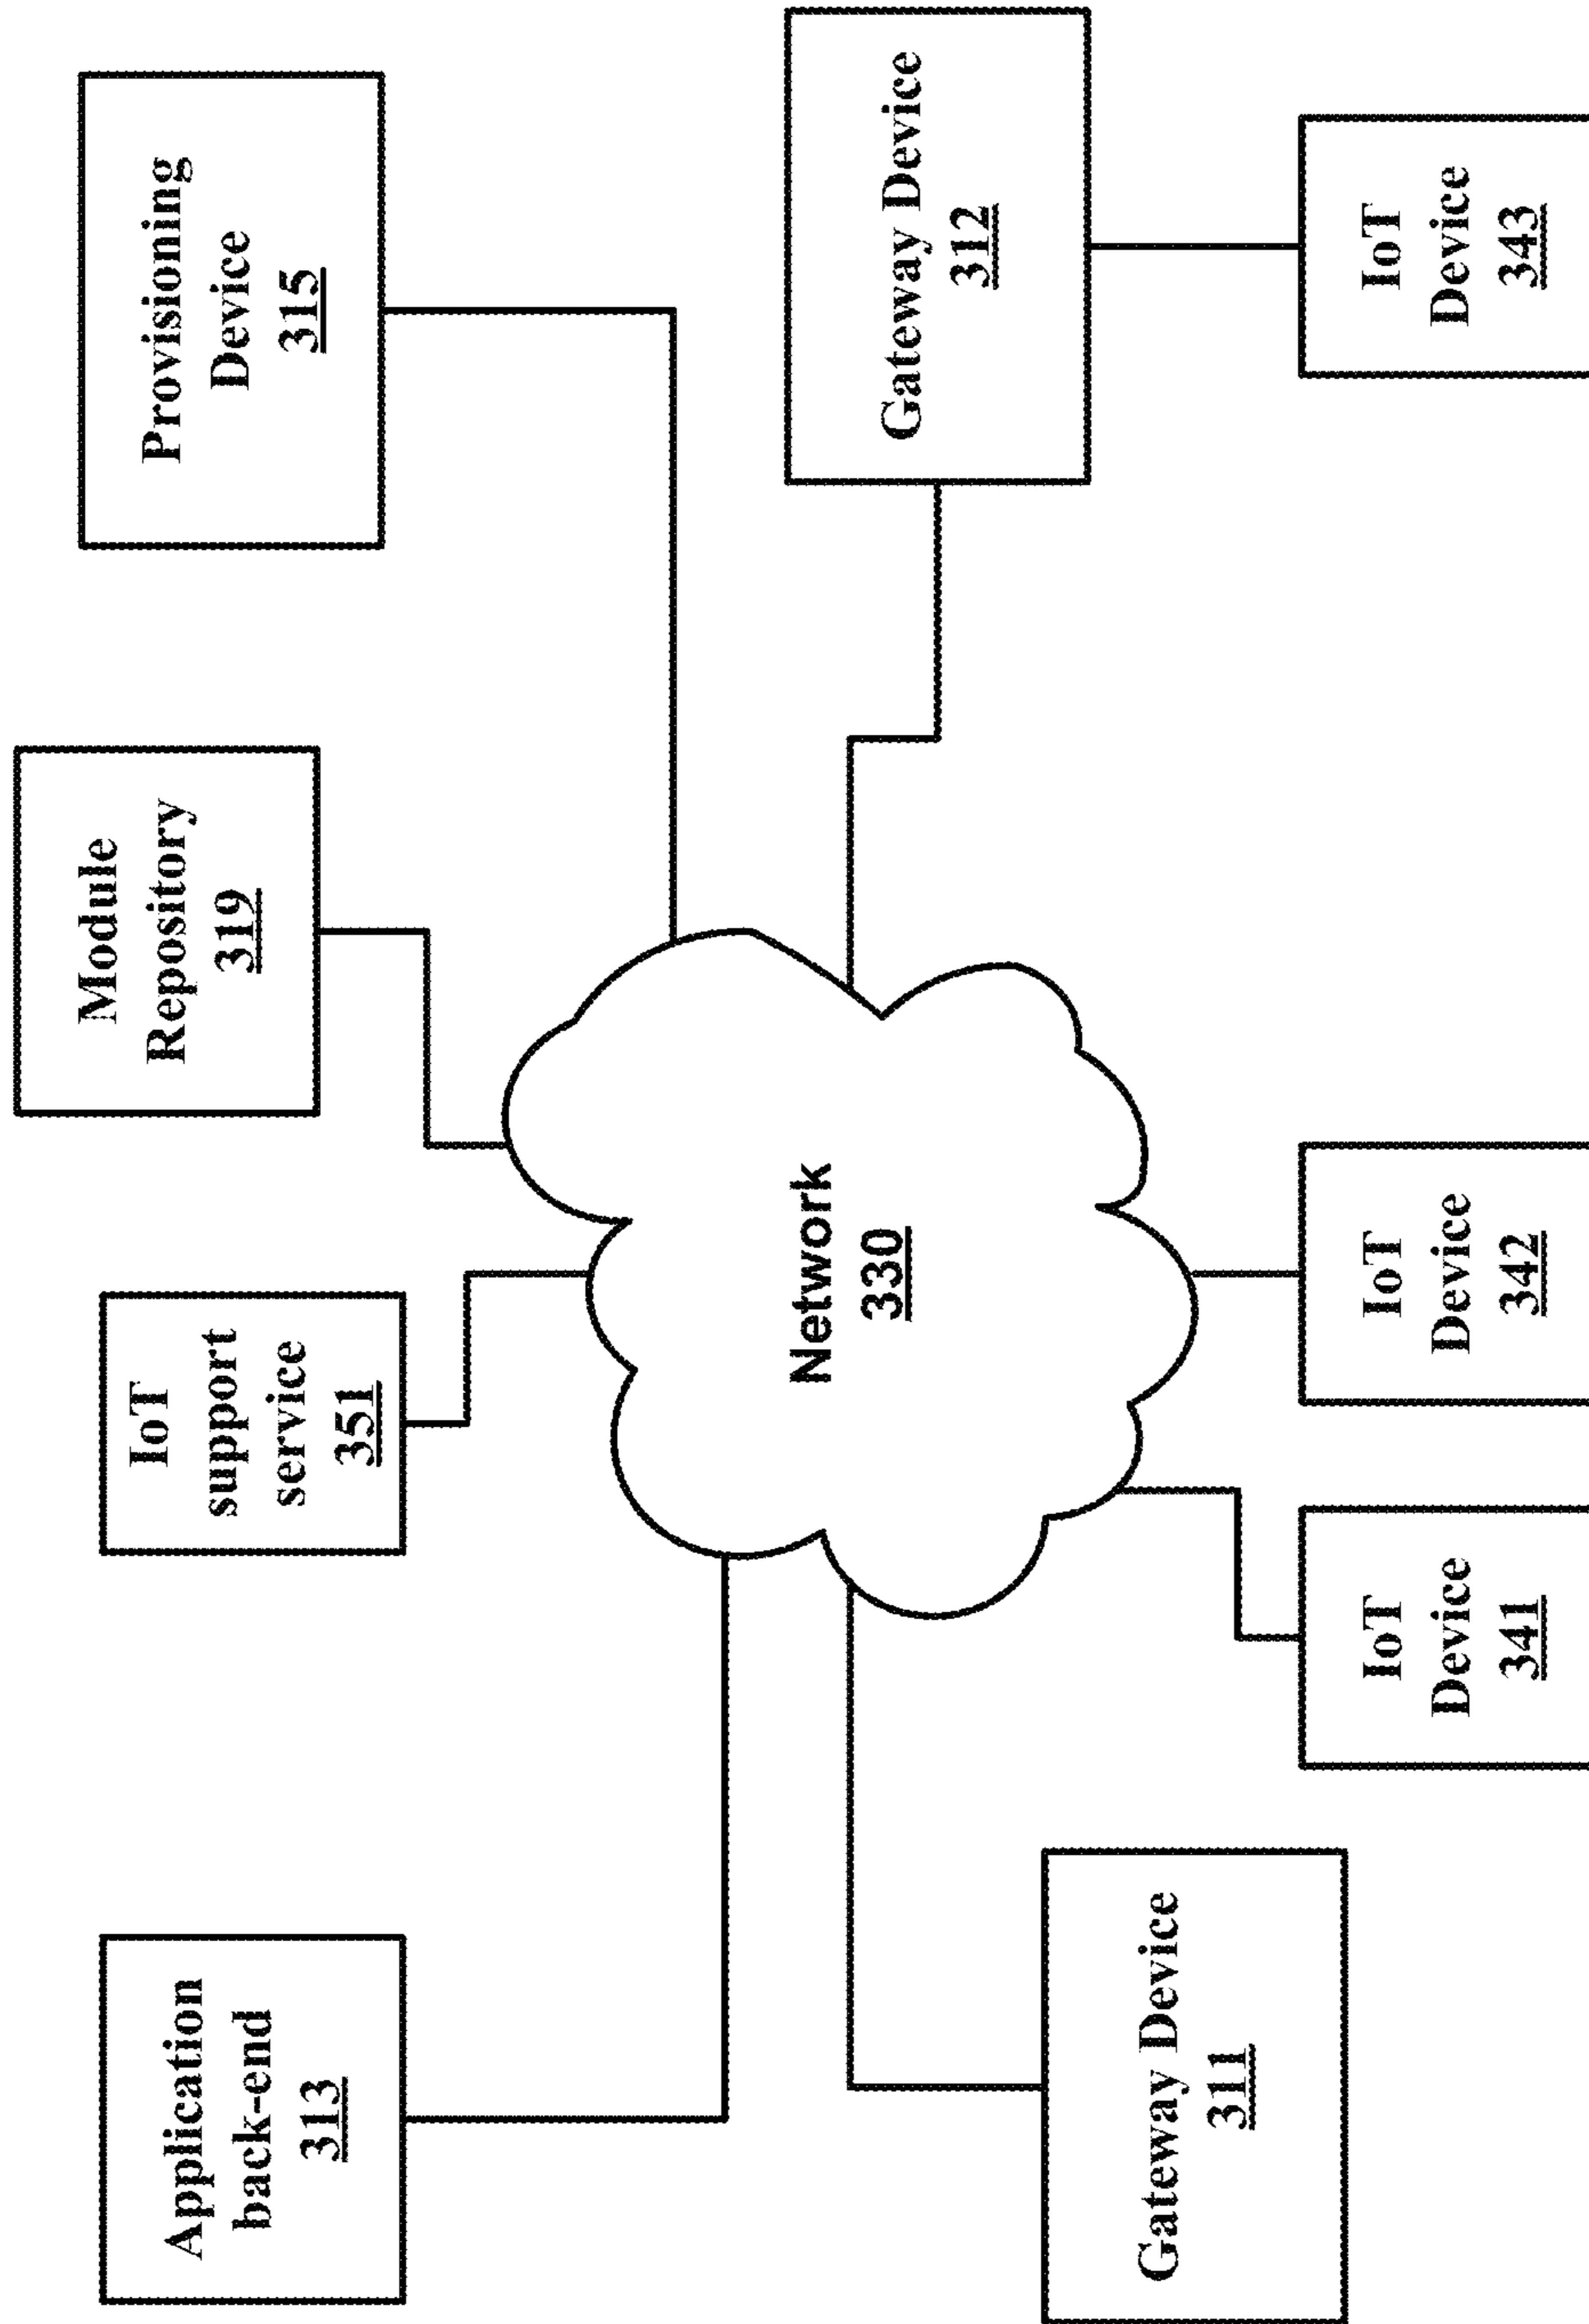 Application
back-end
313
IoT
support
service
351
Module
Repository
319
Provisioning
Device
315
Network
330
Gateway Device
311
Gateway Device
312
IoT
Device
341
IoT
Device
342
IoT
Device
343